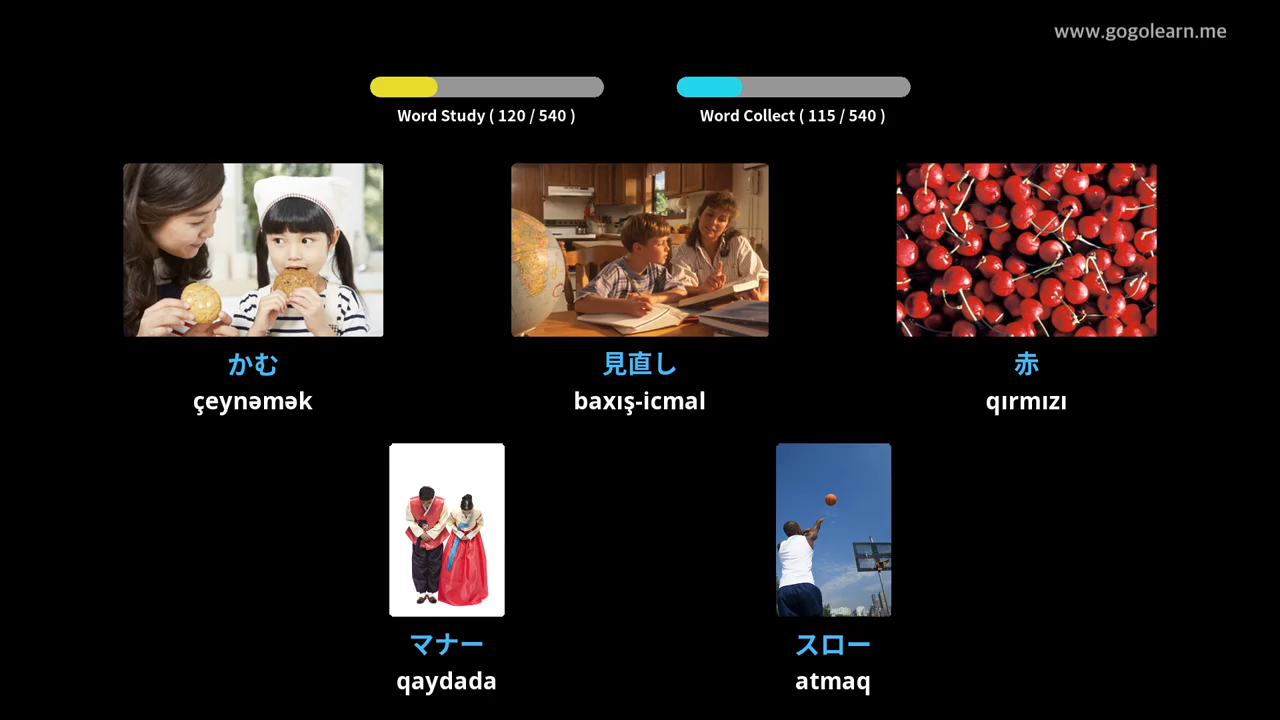 www.gogolearn.me
Word Study ( 120 / 540 )
Word Collect ( 115 / 540 )
かむ
çeynəmək
見直し
baxış-icmal
赤
qırmızı
マナー
qaydada
スロー
atmaq